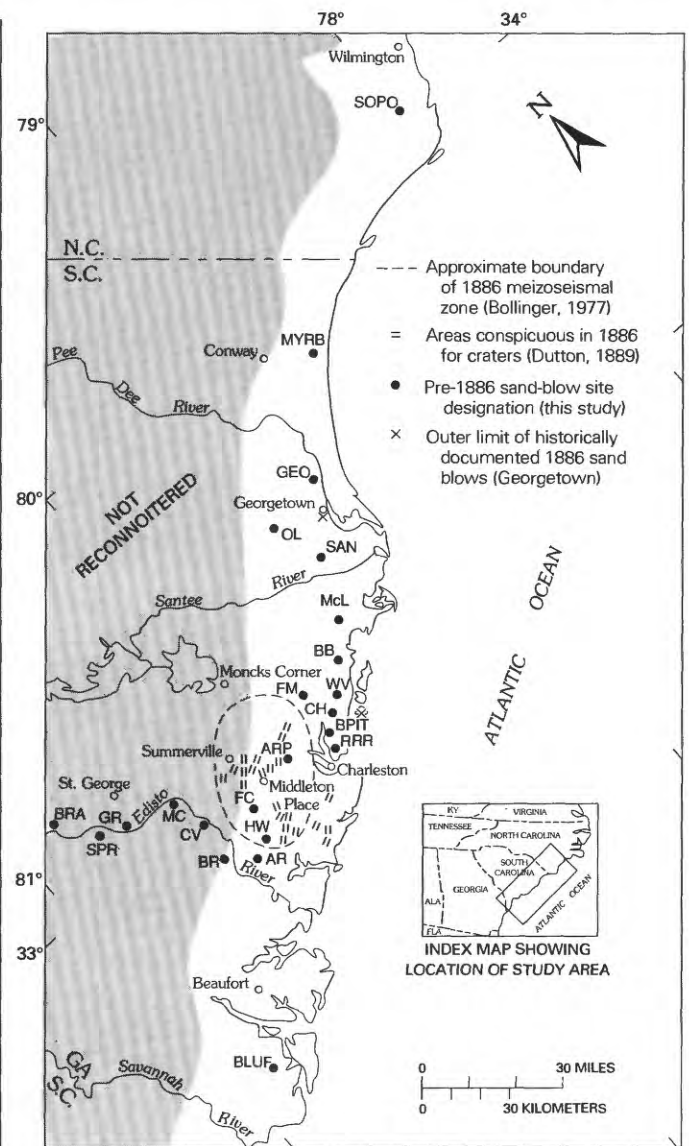 78° 34°
Wilmington
SOPO
79°
N
N.C.
S.C.
--- Approximate boundary
of 1886 meizoseismal
zone (Bollinger, 1977)
= Areas conspicuous in 1886
for craters (Dutton, 1889)
● Pre-1886 sand-blow site
designation (this study)
× Outer limit of historically
documented 1886 sand
blows (Georgetown)
MYRB
Conway
Pee
Dee
River
GEO
80°
Georgetown
NOT
RECONNOITERED
OL
SAN
Santee
River
McL
ATLANTIC OCEAN
BB
Moncks Corner
FM
WV
CH
BPIT
RRR
Summerville
ARP
Charleston
Middleton
Place
St. George
Edisto
River
BRA
GR
SPR
MC
CV
FC
HW
BR
AR
81°
33°
Beaufort
BLUF
GA
S.C.
Savannah
River
KY
VIRGINIA
TENNESSEE
NORTH CAROLINA
SOUTH
CAROLINA
GEORGIA
ALA
FLA
ATLANTIC OCEAN
INDEX MAP SHOWING
LOCATION OF STUDY AREA
0 30 MILES
0 30 KILOMETERS